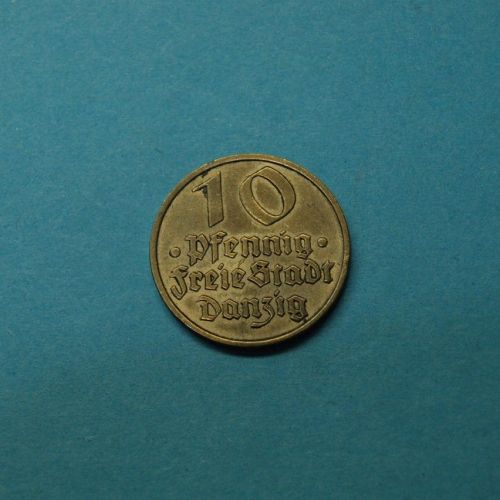 10
· Pfennig ·
Freie Stadt
Danzig